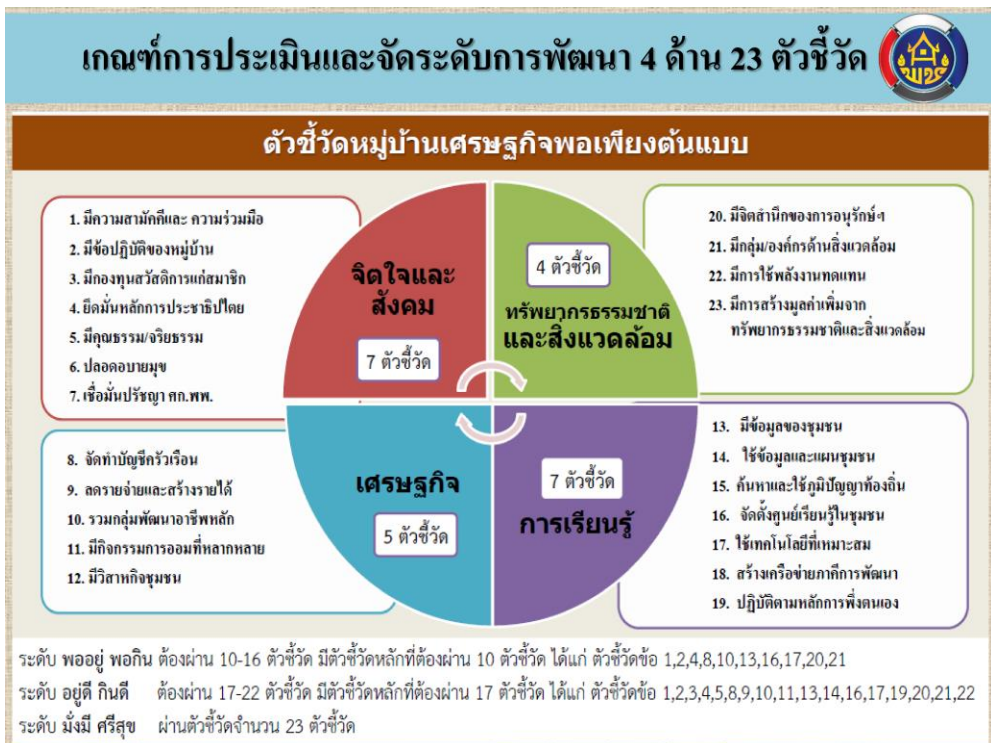 เกณฑ์การประเมินและจัดระดับการพัฒนา 4 ด้าน 23 ตัวชี้วัด
พช
ตัวชี้วัดหมู่บ้านเศรษฐกิจพอเพียงต้นแบบ
1. มีความสามัคคีและ ความร่วมมือ
2. มีข้อปฏิบัติของหมู่บ้าน
3. มีกองทุนสวัสดิการแก่สมาชิก
4. ยึดมั่นหลักการประชาธิปไตย
5. มีคุณธรรม/จริยธรรม
6. ปลอดอบายมุข
7. เชื่อมั่นปรัชญา ศก.พพ.
จิตใจและ
สังคม
7 ตัวชี้วัด
4 ตัวชี้วัด
ทรัพยากรธรรมชาติ
และสิ่งแวดล้อม
20. มีจิตสำนึกของการอนุรักษ์ฯ
21. มีกลุ่ม/องค์กรด้านสิ่งแวดล้อม
22. มีการใช้พลังงานทดแทน
23. มีการสร้างมูลค่าเพิ่มจาก
ทรัพยากรธรรมชาติและสิ่งแวดล้อม
8. จัดทำบัญชีครัวเรือน
9. ลดรายจ่ายและสร้างรายได้
10. รวมกลุ่มพัฒนาอาชีพหลัก
11. มีกิจกรรมการออมที่หลากหลาย
12. มีวิสาหกิจชุมชน
เศรษฐกิจ
5 ตัวชี้วัด
7 ตัวชี้วัด
การเรียนรู้
13. มีข้อมูลของชุมชน
14. ใช้ข้อมูลและแผนชุมชน
15. ค้นหาและใช้ภูมิปัญญาท้องถิ่น
16. จัดตั้งศูนย์เรียนรู้ในชุมชน
17. ใช้เทคโนโลยีที่เหมาะสม
18. สร้างเครือข่ายภาคีการพัฒนา
19. ปฏิบัติตามหลักการพึ่งตนเอง
ระดับ พออยู่ พอกิน ต้องผ่าน 10-16 ตัวชี้วัด มีตัวชี้วัดหลักที่ต้องผ่าน 10 ตัวชี้วัด ได้แก่ ตัวชี้วัดข้อ 1,2,4,8,10,13,16,17,20,21
ระดับ อยู่ดี กินดี ต้องผ่าน 17-22 ตัวชี้วัด มีตัวชี้วัดหลักที่ต้องผ่าน 17 ตัวชี้วัด ได้แก่ ตัวชี้วัดข้อ 1,2,3,4,5,8,9,10,11,13,14,16,17,19,20,21,22
ระดับ มั่งมี ศรีสุข ผ่านตัวชี้วัดจำนวน 23 ตัวชี้วัด